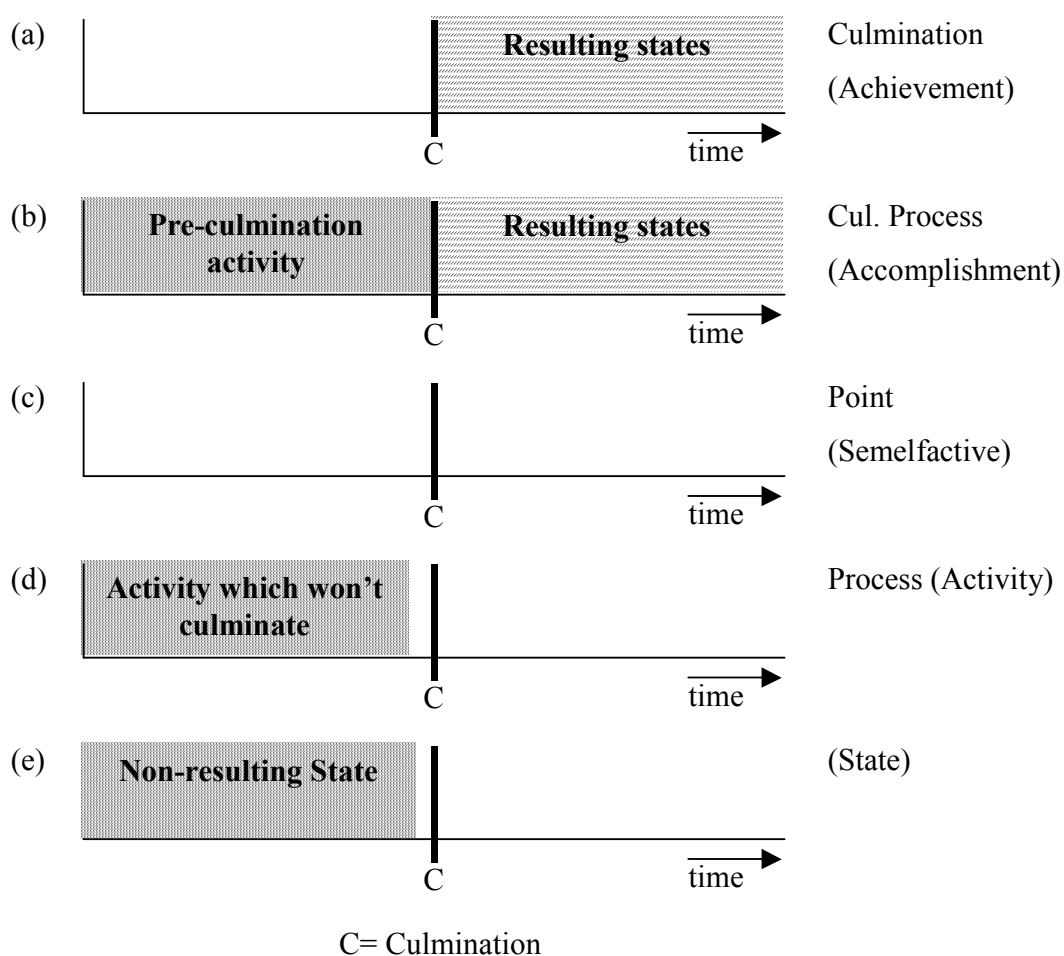 (a)
Resulting states
Culmination
(Achievement)
C
time
(b)
Pre-culmination
activity
Resulting states
Cul. Process
(Accomplishment)
C
time
(c)
Point
(Semelfactive)
C
time
(d)
Activity which won’t
culminate
Process (Activity)
C
time
(e)
Non-resulting State
(State)
C
time
C= Culmination